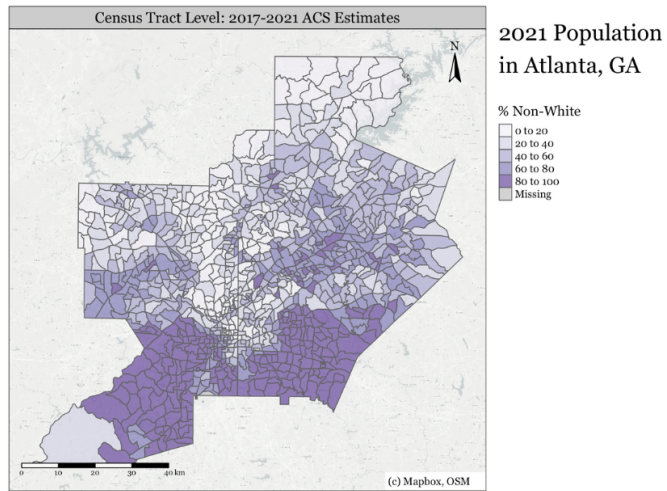 Census Tract Level: 2017-2021 ACS Estimates
2021 Population
in Atlanta, GA
N
% Non-White
0 to 20
20 to 40
40 to 60
60 to 80
80 to 100
Missing
0 10 20 30 40 km
(c) Mapbox, OSM